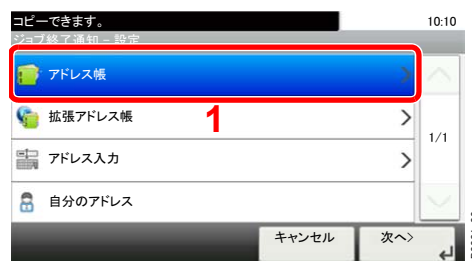 コピーできます。
10:10
ジョブ終了通知 - 設定
アドレス帳
拡張アドレス帳
1
1/1
アドレス入力
自分のアドレス
キャンセル
次へ>